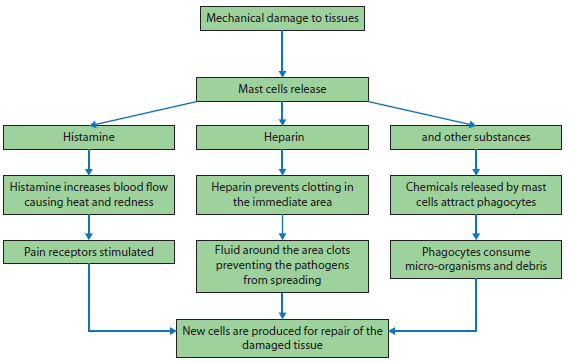 Mechanical damage to tissues
Mast cells release
Histamine
Heparin
and other substances
Histamine increases blood flow
causing heat and redness
Heparin prevents clotting in
the immediate area
Chemicals released by mast
cells attract phagocytes
Pain receptors stimulated
Fluid around the area clots
preventing the pathogens
from spreading
Phagocytes consume
micro-organisms and debris
New cells are produced for repair of the
damaged tissue